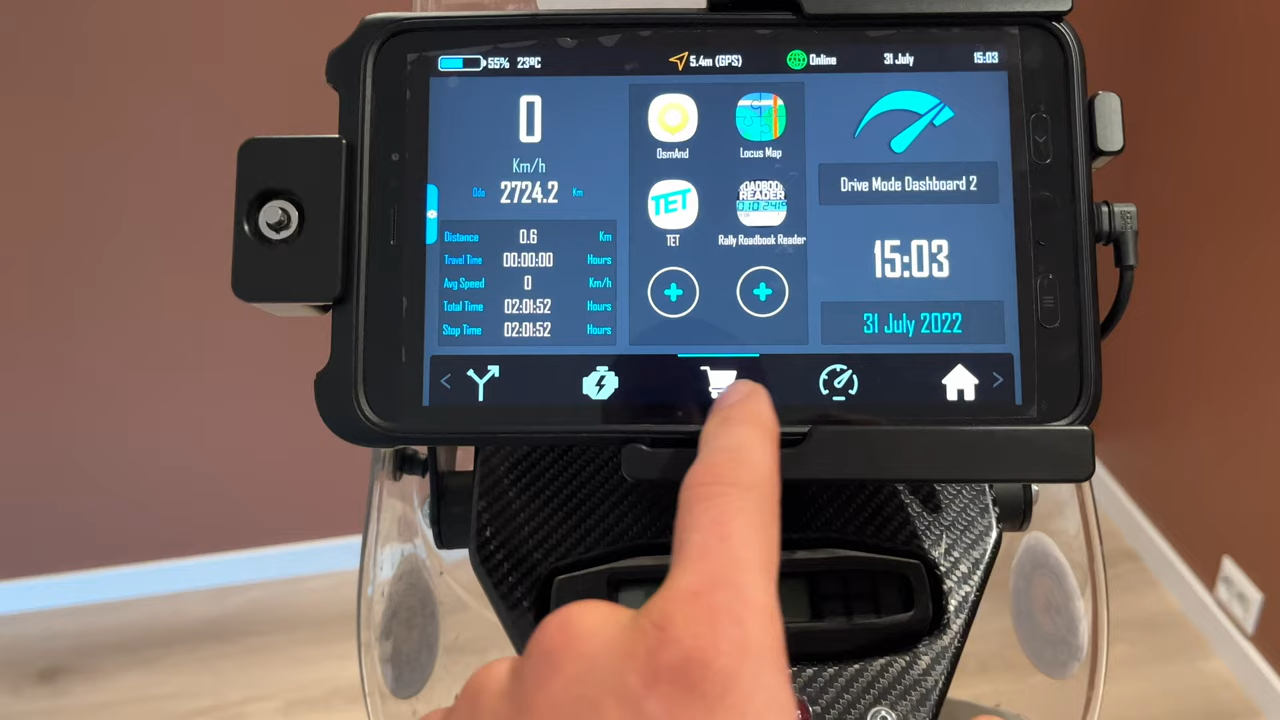 55% 23ºC 5.4m (GPS) Online 31 July 15:03
0
Km/h
Odo 2724.2 Km
Distance 0.6 Km
Travel Time 00:00:00 Hours
Avg Speed 0 Km/h
Total Time 02:01:52 Hours
Stop Time 02:01:52 Hours
OsmAnd
Locus Map
TET
TET
ROADBOOK
READER
Rally Roadbook Reader
Drive Mode Dashboard 2
15:03
31 July 2022